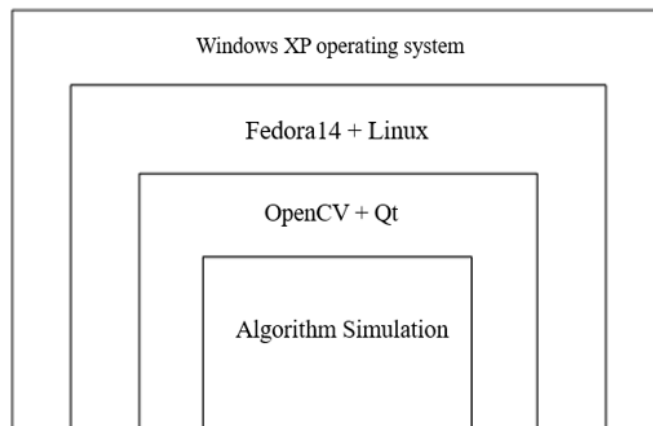 Windows XP operating system
Fedora14 + Linux
OpenCV + Qt
Algorithm Simulation